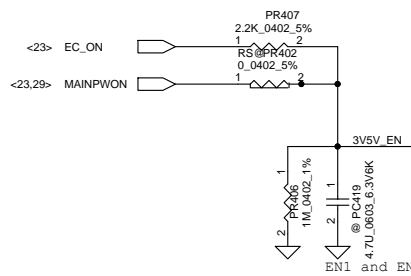 PR407
2.2K_0402_5%
<23> EC_ON
1 2
RS@PR402
0_0402_5%
<23,29> MAINPWON
1 2
3V5V_EN
1
2
PR406
1M_0402_1%
1
2
@ PC419
4.7U_0603_6.3V6K
EN1 and EN